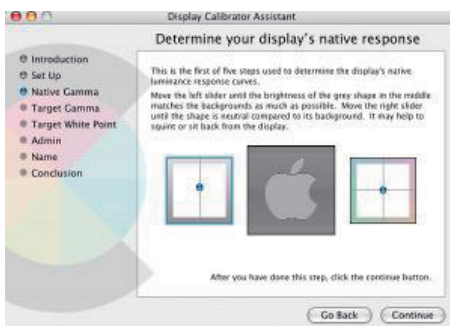 Display Calibrator Assistant
Determine your display's native response
Introduction
Set Up
Native Gamma
Target Gamma
Target White Point
Admin
Name
Conclusion
This is the first of five steps used to determine the display's native
luminance response curves.
Move the left slider until the brightness of the grey shape in the middle
matches the backgrounds as much as possible. Move the right slider
until the shape is neutral compared to its background. It may help to
squint or sit back from the display.
After you have done this step, click the continue button.
Go Back
Continue